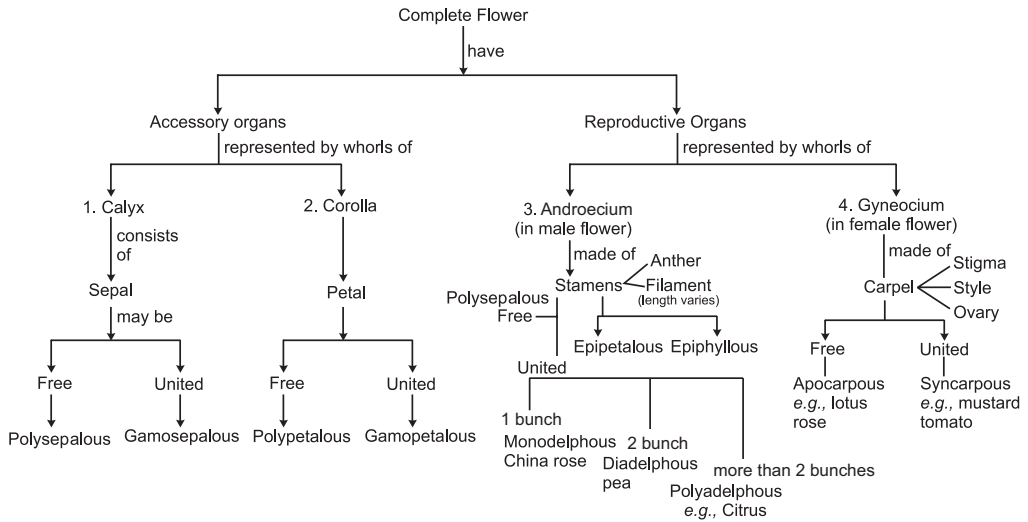 Complete Flower
have
Accessory organs
Reproductive Organs
represented by whorls of
represented by whorls of
1. Calyx
2. Corolla
3. Androecium
(in male flower)
4. Gyneocium
(in female flower)
consists
of
made of
made of
Sepal
Petal
Stamens
Anther
Filament
(length varies)
Carpel
Stigma
Style
Ovary
may be
Polysepalous
Free
Epipetalous
Epiphyllous
United
Free
United
Free
United
Free
United
Polysepalous
Gamosepalous
Polypetalous
Gamopetalous
Apocarpous
e.g., lotus
rose
Syncarpous
e.g., mustard
tomato
1 bunch
Monodelphous
China rose
2 bunch
Diadelphous
pea
more than 2 bunches
Polyadelphous
e.g., Citrus